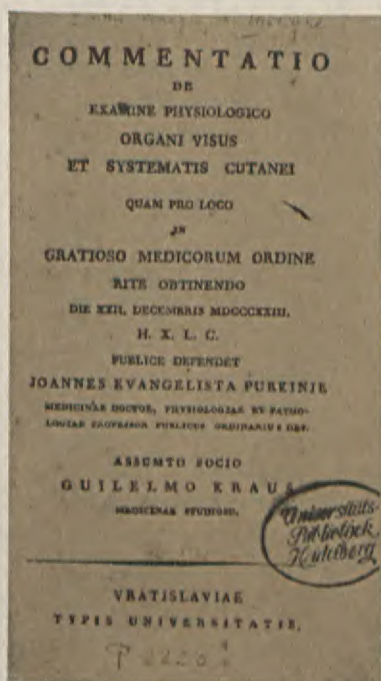 COMMENTATIO
DE
EXAMINE PHYSIOLOGICO
ORGANI VISUS
ET SYSTEMATIS CUTANEI
QUAM PRO LOCO
IN
GRATIOSO MEDICORUM ORDINE
RITE OBTINENDO
DIE XXII. DECEMBRIS MDCCCXXIII.
H. X. L. C.
PUBLICE DEFENDET
JOANNES EVANGELISTA PURKINJE
MEDICINAE DOCTOR, PHYSIOLOGIAE ET PATHO-
LOGIAE PROFESSOR PUBLICUS ORDINARIUS DES.
ASSUMTO SOCIO
GUILELMO KRAUS
MEDICINAE STUDIOSO.
Universitäts-
Bibliothek
Heidelberg
VRATISLAVIAE
TYPIS UNIVERSITATIS.